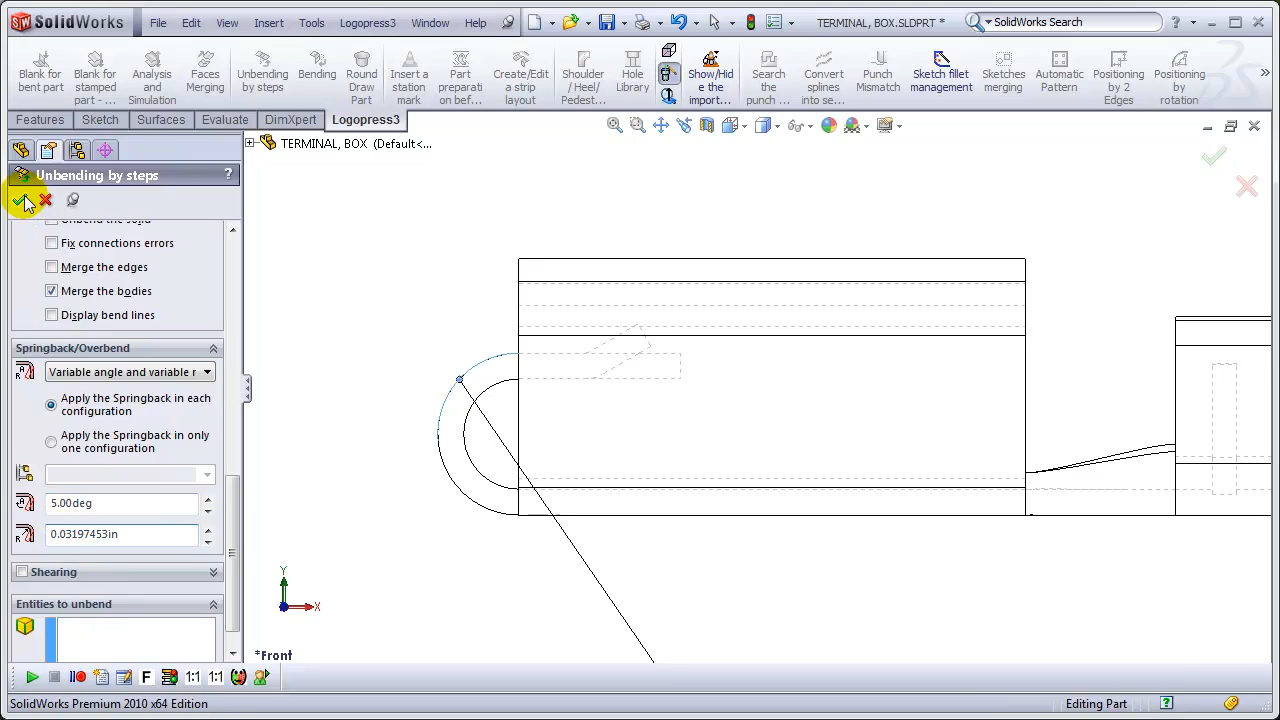 SolidWorks
File Edit View Insert Tools Logopress3 Window Help
TERMINAL, BOX.SLDPRT *
SolidWorks Search
Blank for bent part
Blank for stamped part - ...
Analysis and Simulation
Faces Merging
Unbending by steps
Bending
Round Draw Part
Insert a station mark
Part preparati on bef...
Create/Edit a strip layout
Shoulder / Heel / Pedest...
Hole Library
Show/Hid e the import...
Search the punch ...
Convert splines into se...
Punch Mismatch
Sketch fillet management
Sketches merging
Automatic Pattern
Positioning by 2 Edges
Positioning by rotation
Features Sketch Surfaces Evaluate DimXpert Logopress3
TERMINAL, BOX (Default<...
Unbending by steps ?
Fix connections errors
Merge the edges
Merge the bodies
Display bend lines
Springback/Overbend
Variable angle and variable r
Apply the Springback in each
configuration
Apply the Springback in only
one configuration
5.00deg
0.03197453in
Shearing
Entities to unbend
Y
X
*Front
F 1:1 1:1
SolidWorks Premium 2010 x64 Edition
Editing Part